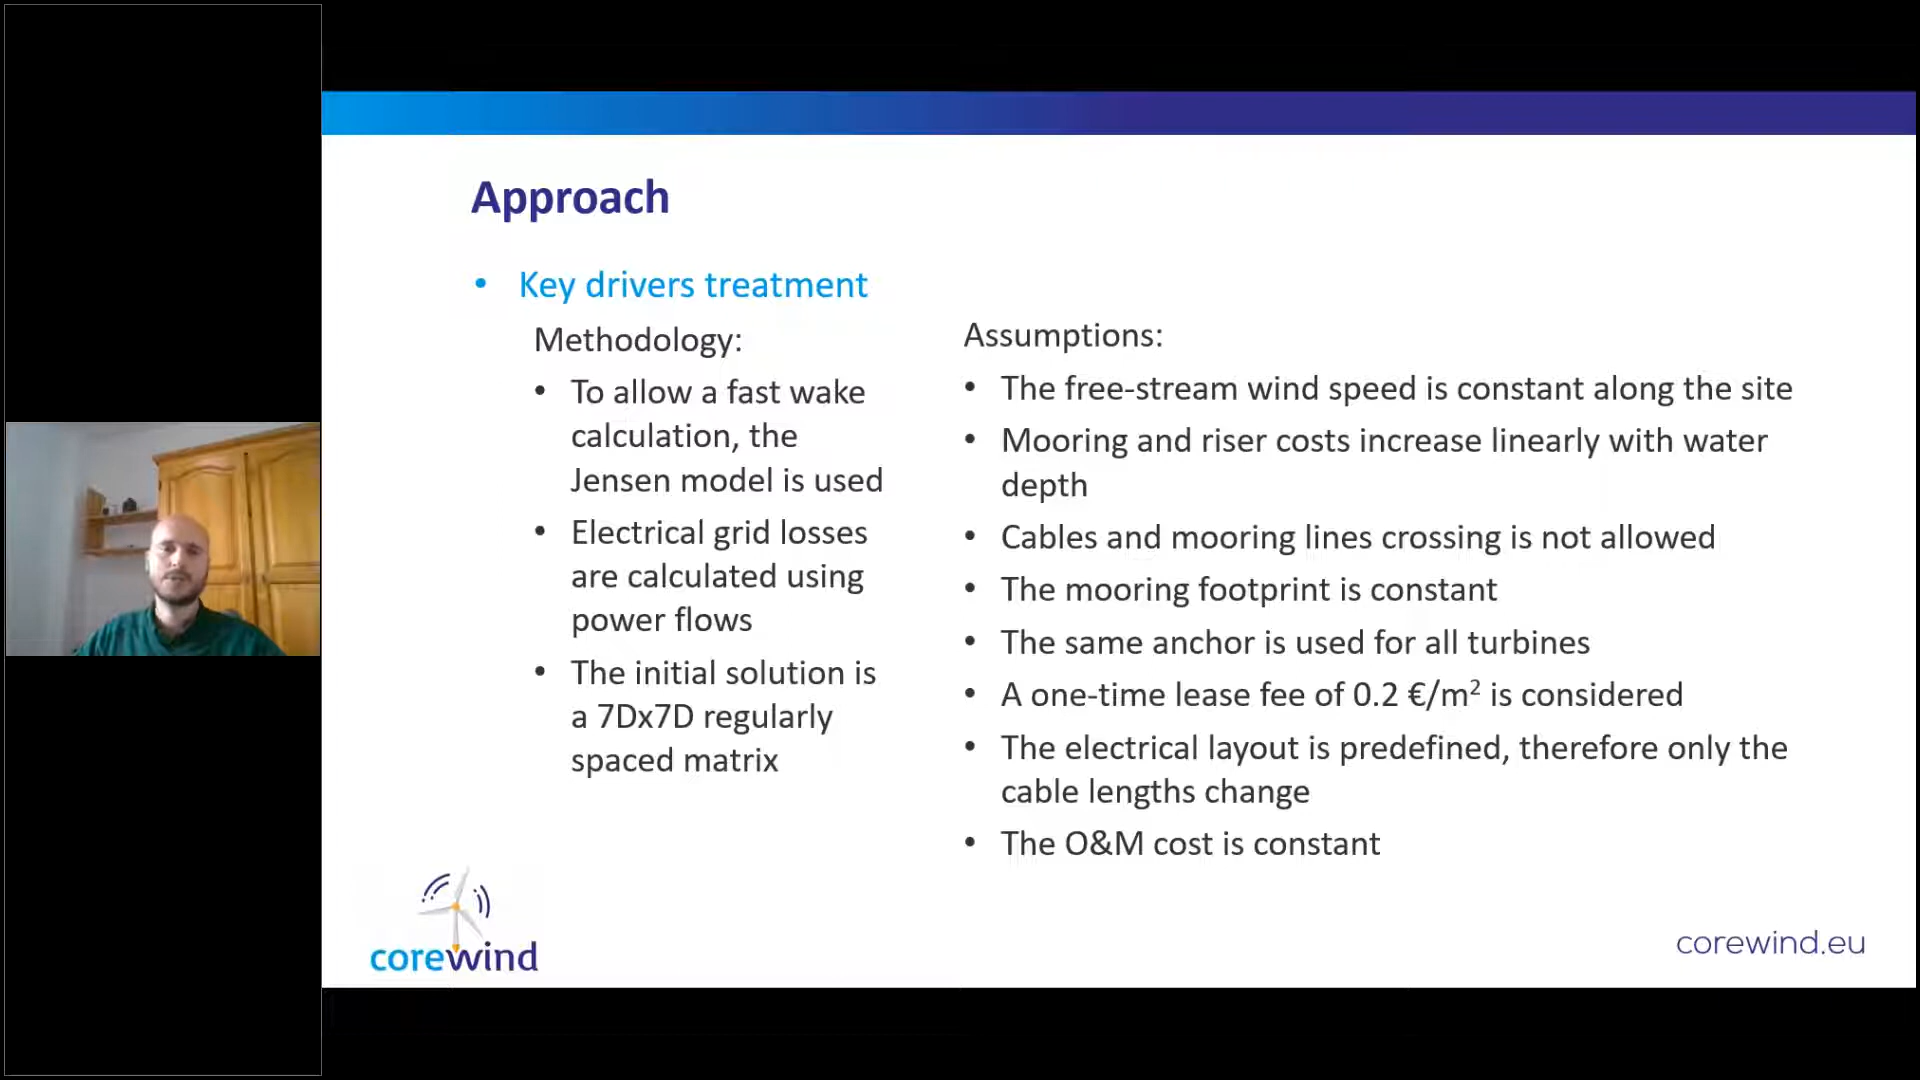 Approach
• Key drivers treatment
Methodology:
• To allow a fast wake
calculation, the
Jensen model is used
• Electrical grid losses
are calculated using
power flows
• The initial solution is
a 7Dx7D regularly
spaced matrix
Assumptions:
• The free-stream wind speed is constant along the site
• Mooring and riser costs increase linearly with water
depth
• Cables and mooring lines crossing is not allowed
• The mooring footprint is constant
• The same anchor is used for all turbines
• A one-time lease fee of 0.2 €/m² is considered
• The electrical layout is predefined, therefore only the
cable lengths change
• The O&M cost is constant
corewind
corewind.eu